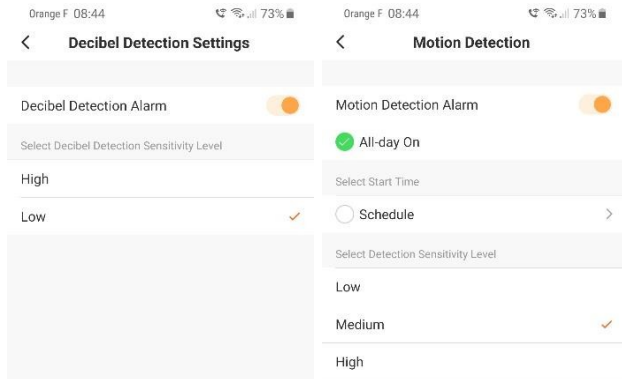 Orange F 08:44 73%
Decibel Detection Settings
Decibel Detection Alarm
Select Decibel Detection Sensitivity Level
High
Low
Orange F 08:44 73%
Motion Detection
Motion Detection Alarm
All-day On
Select Start Time
Schedule
Select Detection Sensitivity Level
Low
Medium
High